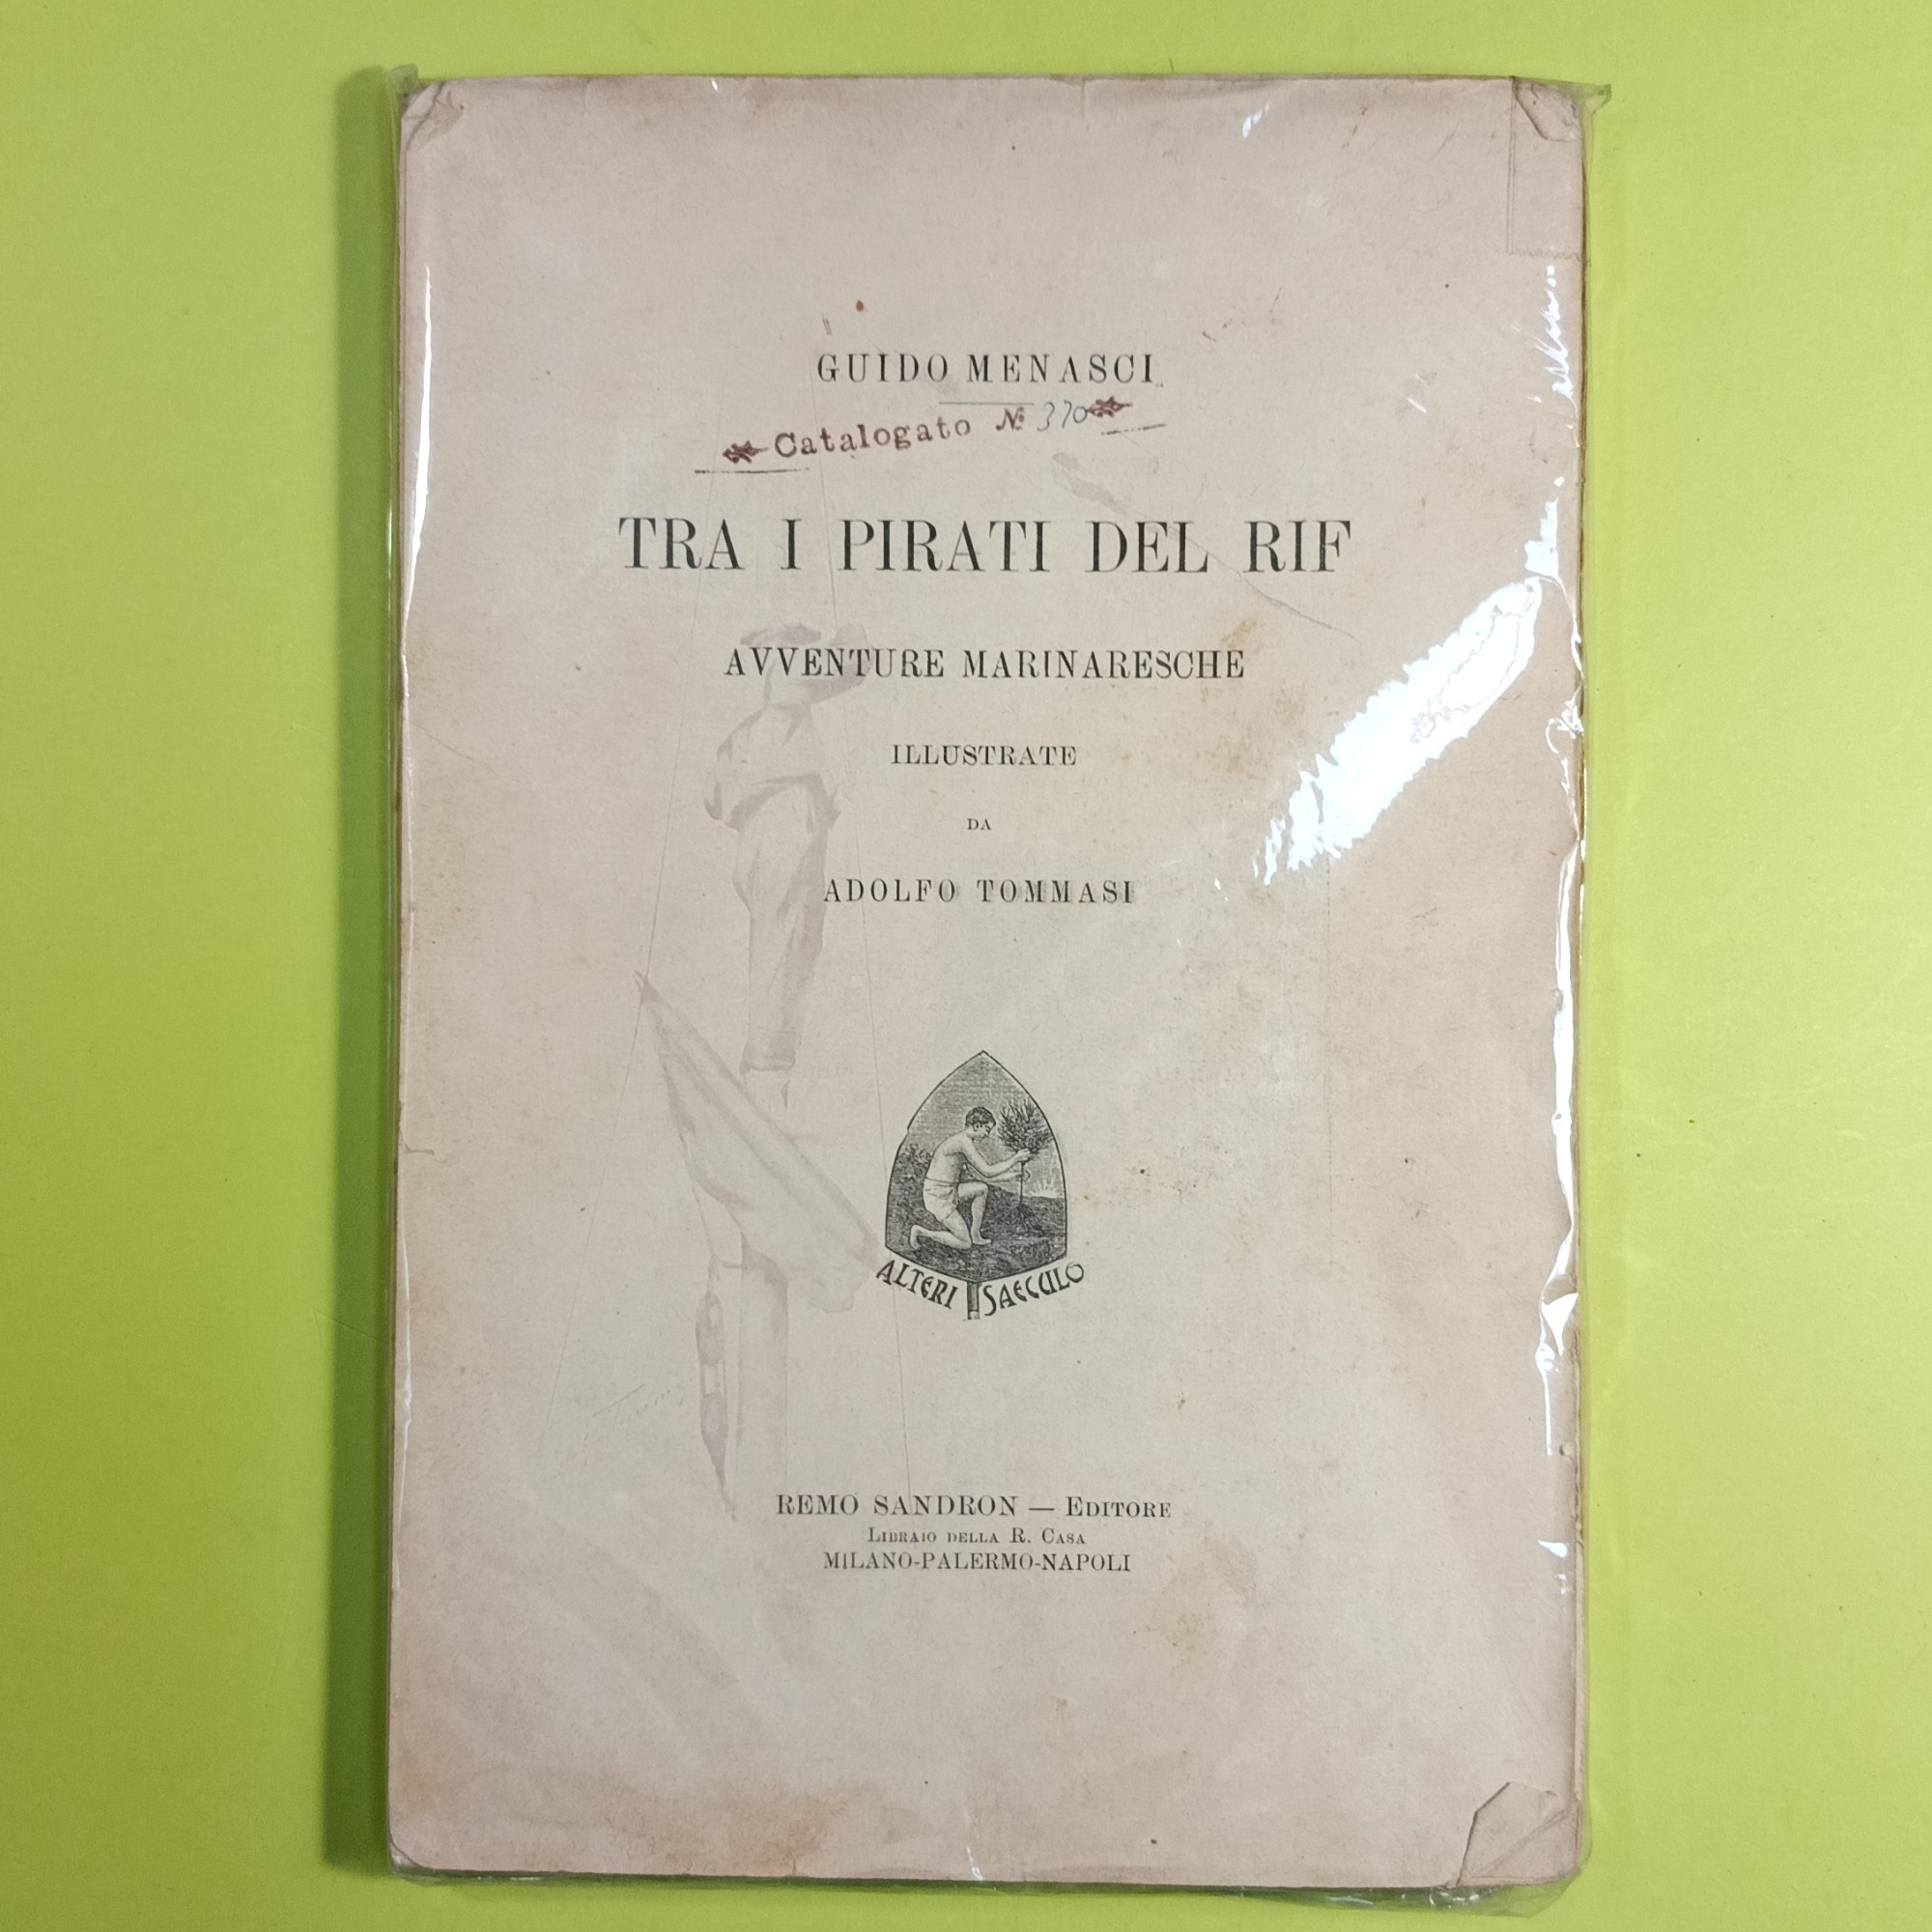 GUIDO MENASCI
Catalogato No 370
TRA I PIRATI DEL RIF
AVVENTURE MARINARESCHE
ILLUSTRATE
DA
ADOLFO TOMMASI
ALTERI SAECULO
REMO SANDRON — EDITORE
LIBRAIO DELLA R. CASA
MILANO-PALERMO-NAPOLI